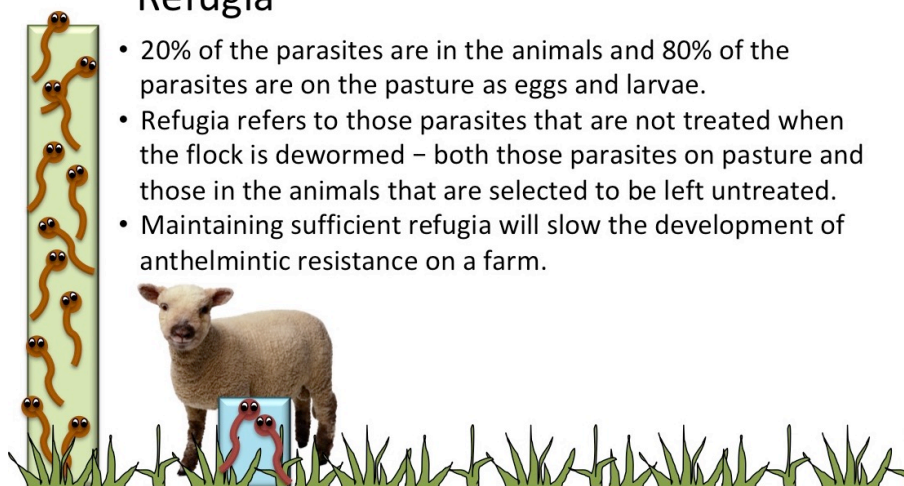 Refugia
• 20% of the parasites are in the animals and 80% of the
parasites are on the pasture as eggs and larvae.
• Refugia refers to those parasites that are not treated when
the flock is dewormed – both those parasites on pasture and
those in the animals that are selected to be left untreated.
• Maintaining sufficient refugia will slow the development of
anthelmintic resistance on a farm.